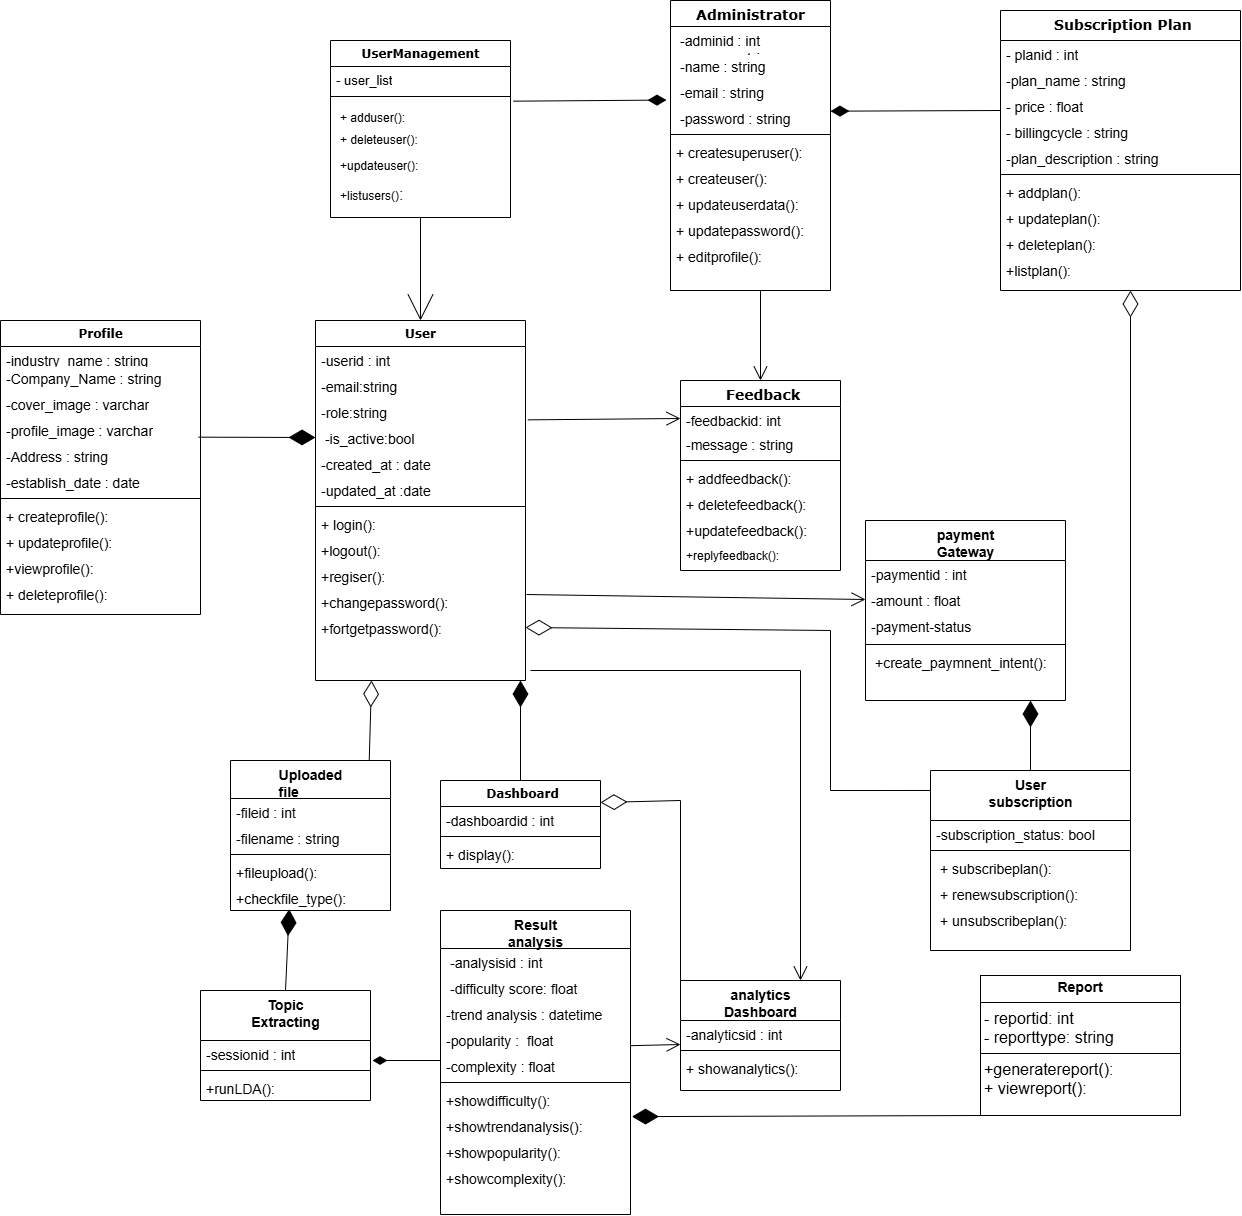 Administrator
-adminid : int
-name : string
-email : string
-password : string
+ createsuperuser():
+ createuser():
+ updateuserdata():
+ updatepassword():
+ editprofile():
Subscription Plan
- planid : int
-plan_name : string
- price : float
- billingcycle : string
-plan_description : string
+ addplan():
+ updateplan():
+ deleteplan():
+listplan():
UserManagement
- user_list
+ adduser():
+ deleteuser():
+updateuser():
+listusers():
Profile
-industry_name : string
-Company_Name : string
-cover_image : varchar
-profile_image : varchar
-Address : string
-establish_date : date
+ createprofile():
+ updateprofile():
+viewprofile():
+ deleteprofile():
User
-userid : int
-email:string
-role:string
-is_active:bool
-created_at : date
-updated_at :date
+ login():
+logout():
+regiser():
+changepassword():
+fortgetpassword():
Feedback
-feedbackid: int
-message : string
+ addfeedback():
+ deletefeedback():
+updatefeedback():
+replyfeedback():
payment
Gateway
-paymentid : int
-amount : float
-payment-status
+create_paymnent_intent():
Uploaded
file
-fileid : int
-filename : string
+fileupload():
+checkfile_type():
Dashboard
-dashboardid : int
+ display():
User
subscription
-subscription_status: bool
+ subscribeplan():
+ renewsubscription():
+ unsubscribeplan():
Topic
Extracting
-sessionid : int
+runLDA():
Result
analysis
-analysisid : int
-difficulty score: float
-trend analysis : datetime
-popularity :  float
-complexity : float
+showdifficulty():
+showtrendanalysis():
+showpopularity():
+showcomplexity():
analytics
Dashboard
-analyticsid : int
+ showanalytics():
Report
- reportid: int
- reporttype: string
+generatereport():
+ viewreport():